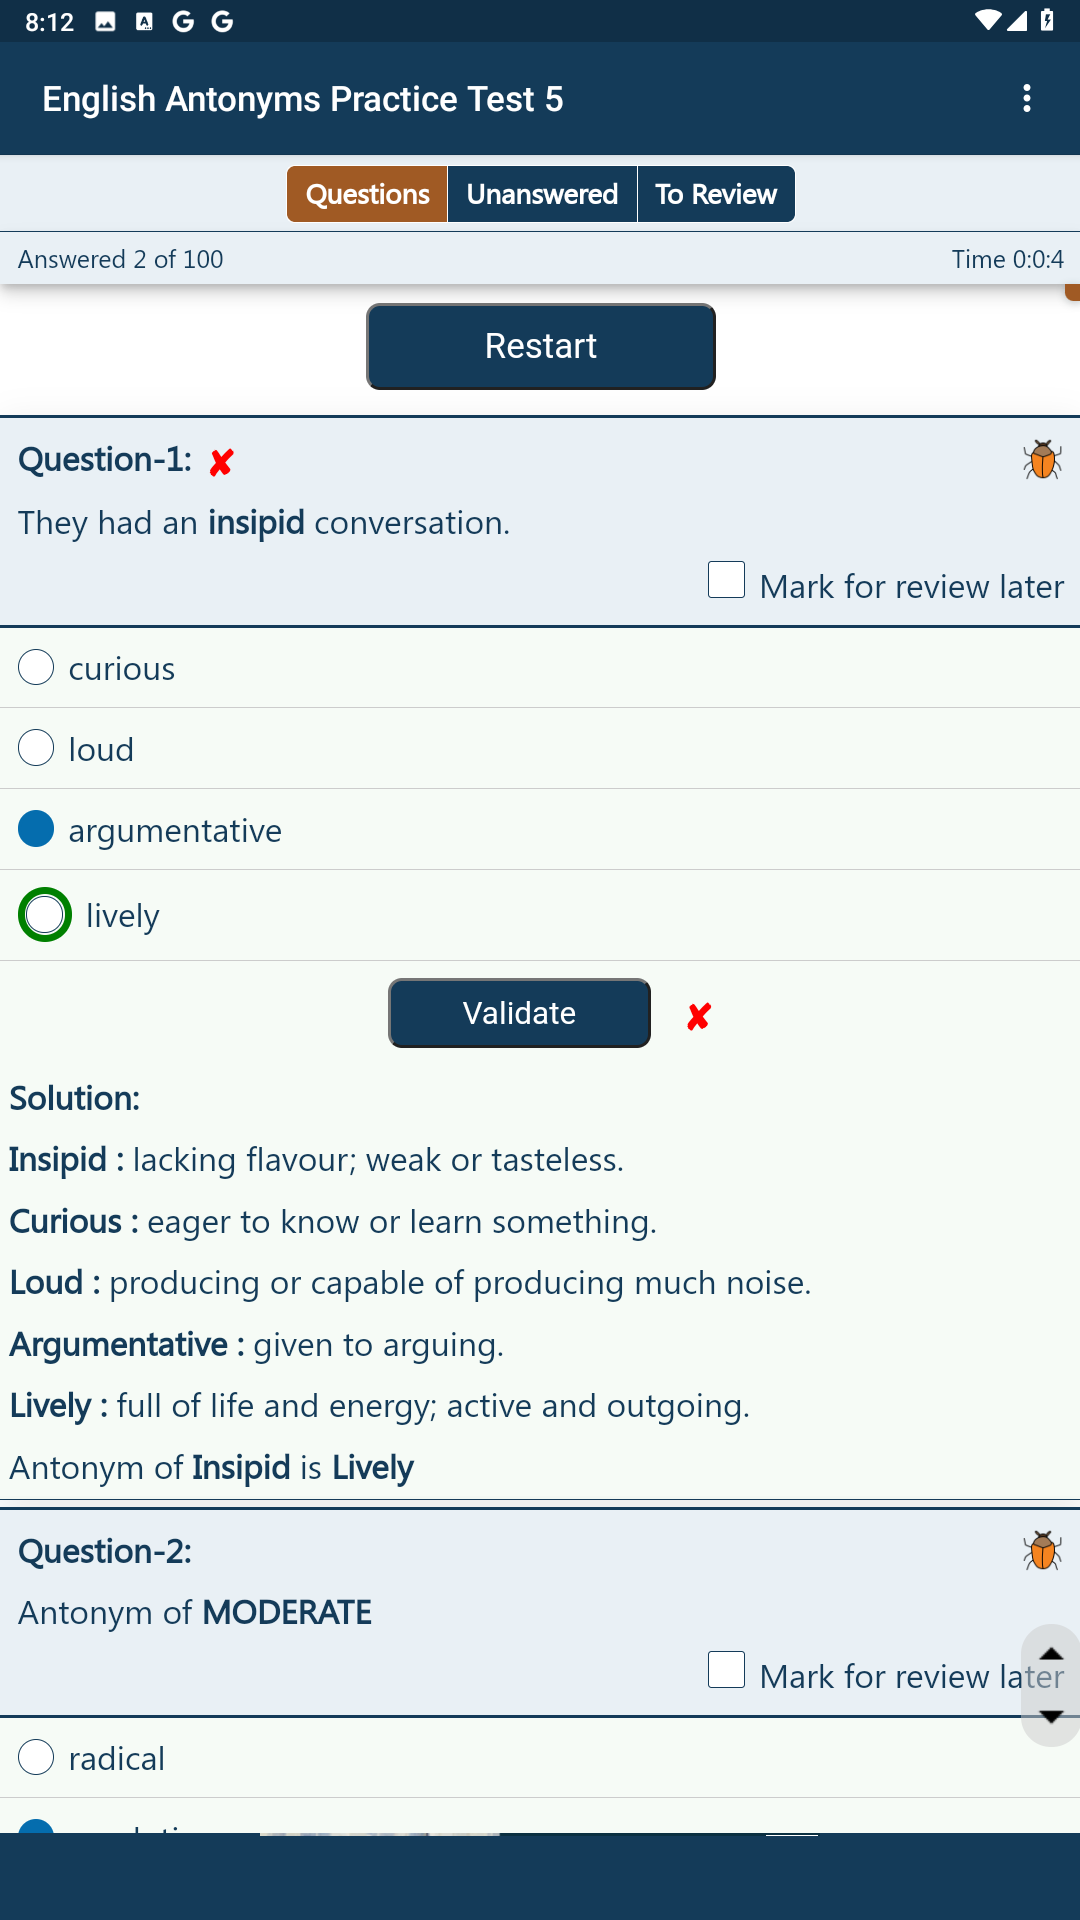 8:12
English Antonyms Practice Test 5
Questions Unanswered To Review
Answered 2 of 100 Time 0:0:4
Restart
Question-1: ✘
They had an insipid conversation.
Mark for review later
curious
loud
argumentative
lively
Validate ✘
Solution:
Insipid : lacking flavour; weak or tasteless.
Curious : eager to know or learn something.
Loud : producing or capable of producing much noise.
Argumentative : given to arguing.
Lively : full of life and energy; active and outgoing.
Antonym of Insipid is Lively
Question-2:
Antonym of MODERATE
Mark for review later
radical